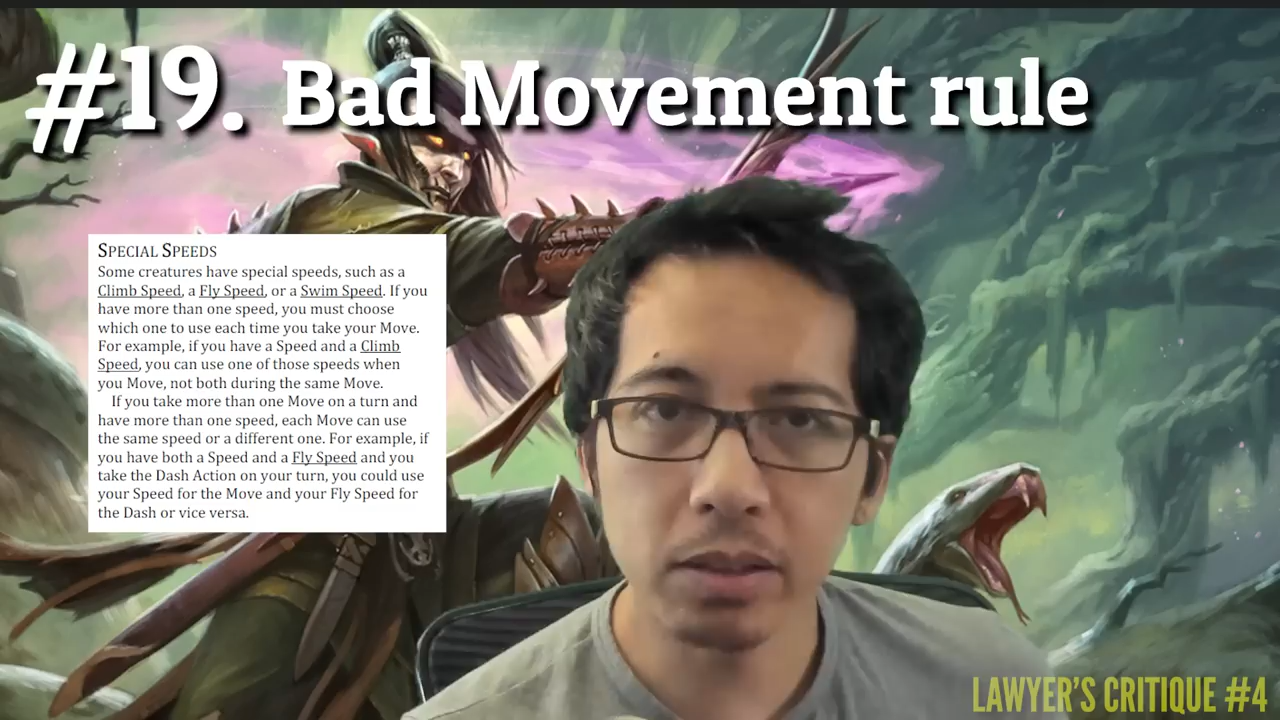 #19. Bad Movement rule
SPECIAL SPEEDS
Some creatures have special speeds, such as a
Climb Speed, a Fly Speed, or a Swim Speed. If you
have more than one speed, you must choose
which one to use each time you take your Move.
For example, if you have a Speed and a Climb
Speed, you can use one of those speeds when
you Move, not both during the same Move.
If you take more than one Move on a turn and
have more than one speed, each Move can use
the same speed or a different one. For example, if
you have both a Speed and a Fly Speed and you
take the Dash Action on your turn, you could use
your Speed for the Move and your Fly Speed for
the Dash or vice versa.
LAWYER'S CRITIQUE #4